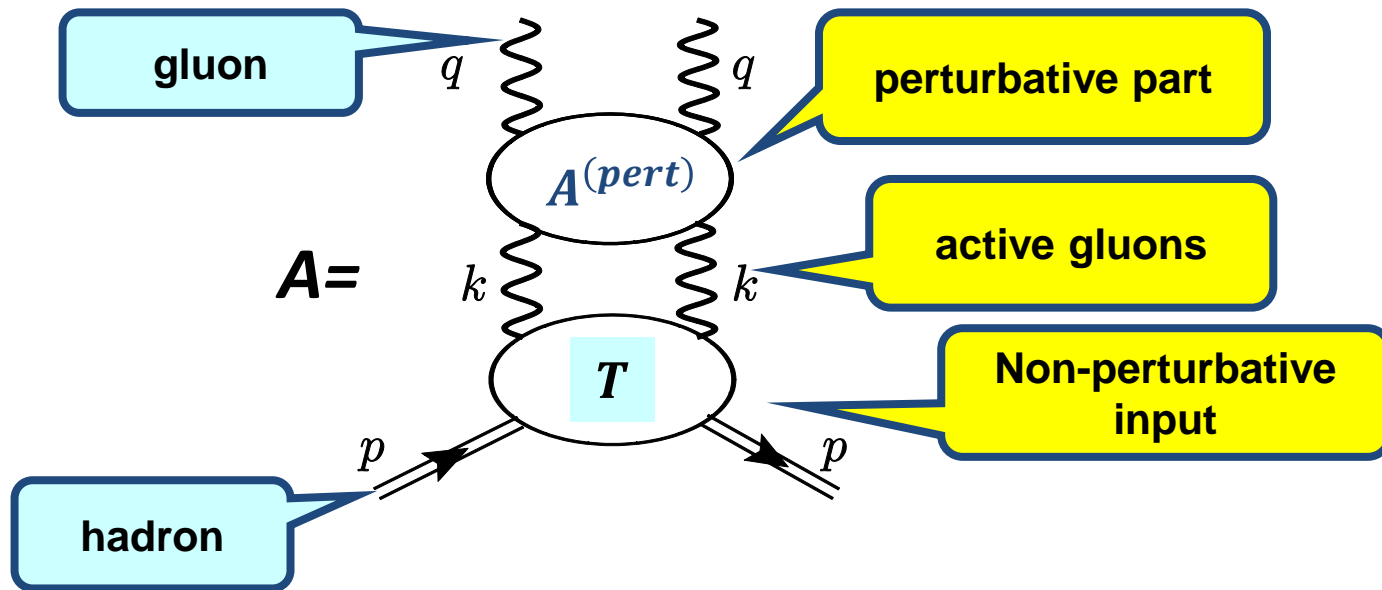 gluon
q
q
perturbative part
A^{(pert)}
active gluons
A=
k
k
Non-perturbative
input
T
p
p
hadron